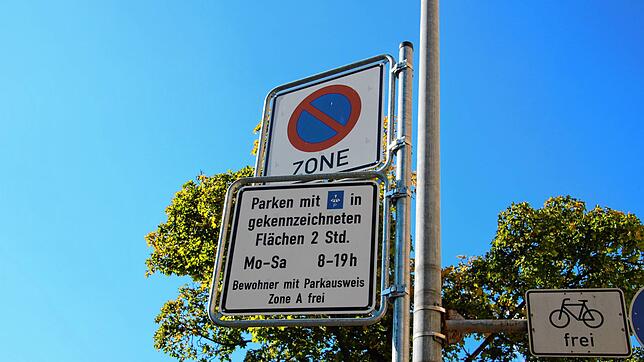 ZONE
Parken mit in
gekennzeichneten
Flächen 2 Std.
Mo-Sa 8-19h
Bewohner mit Parkausweis
Zone A frei
frei